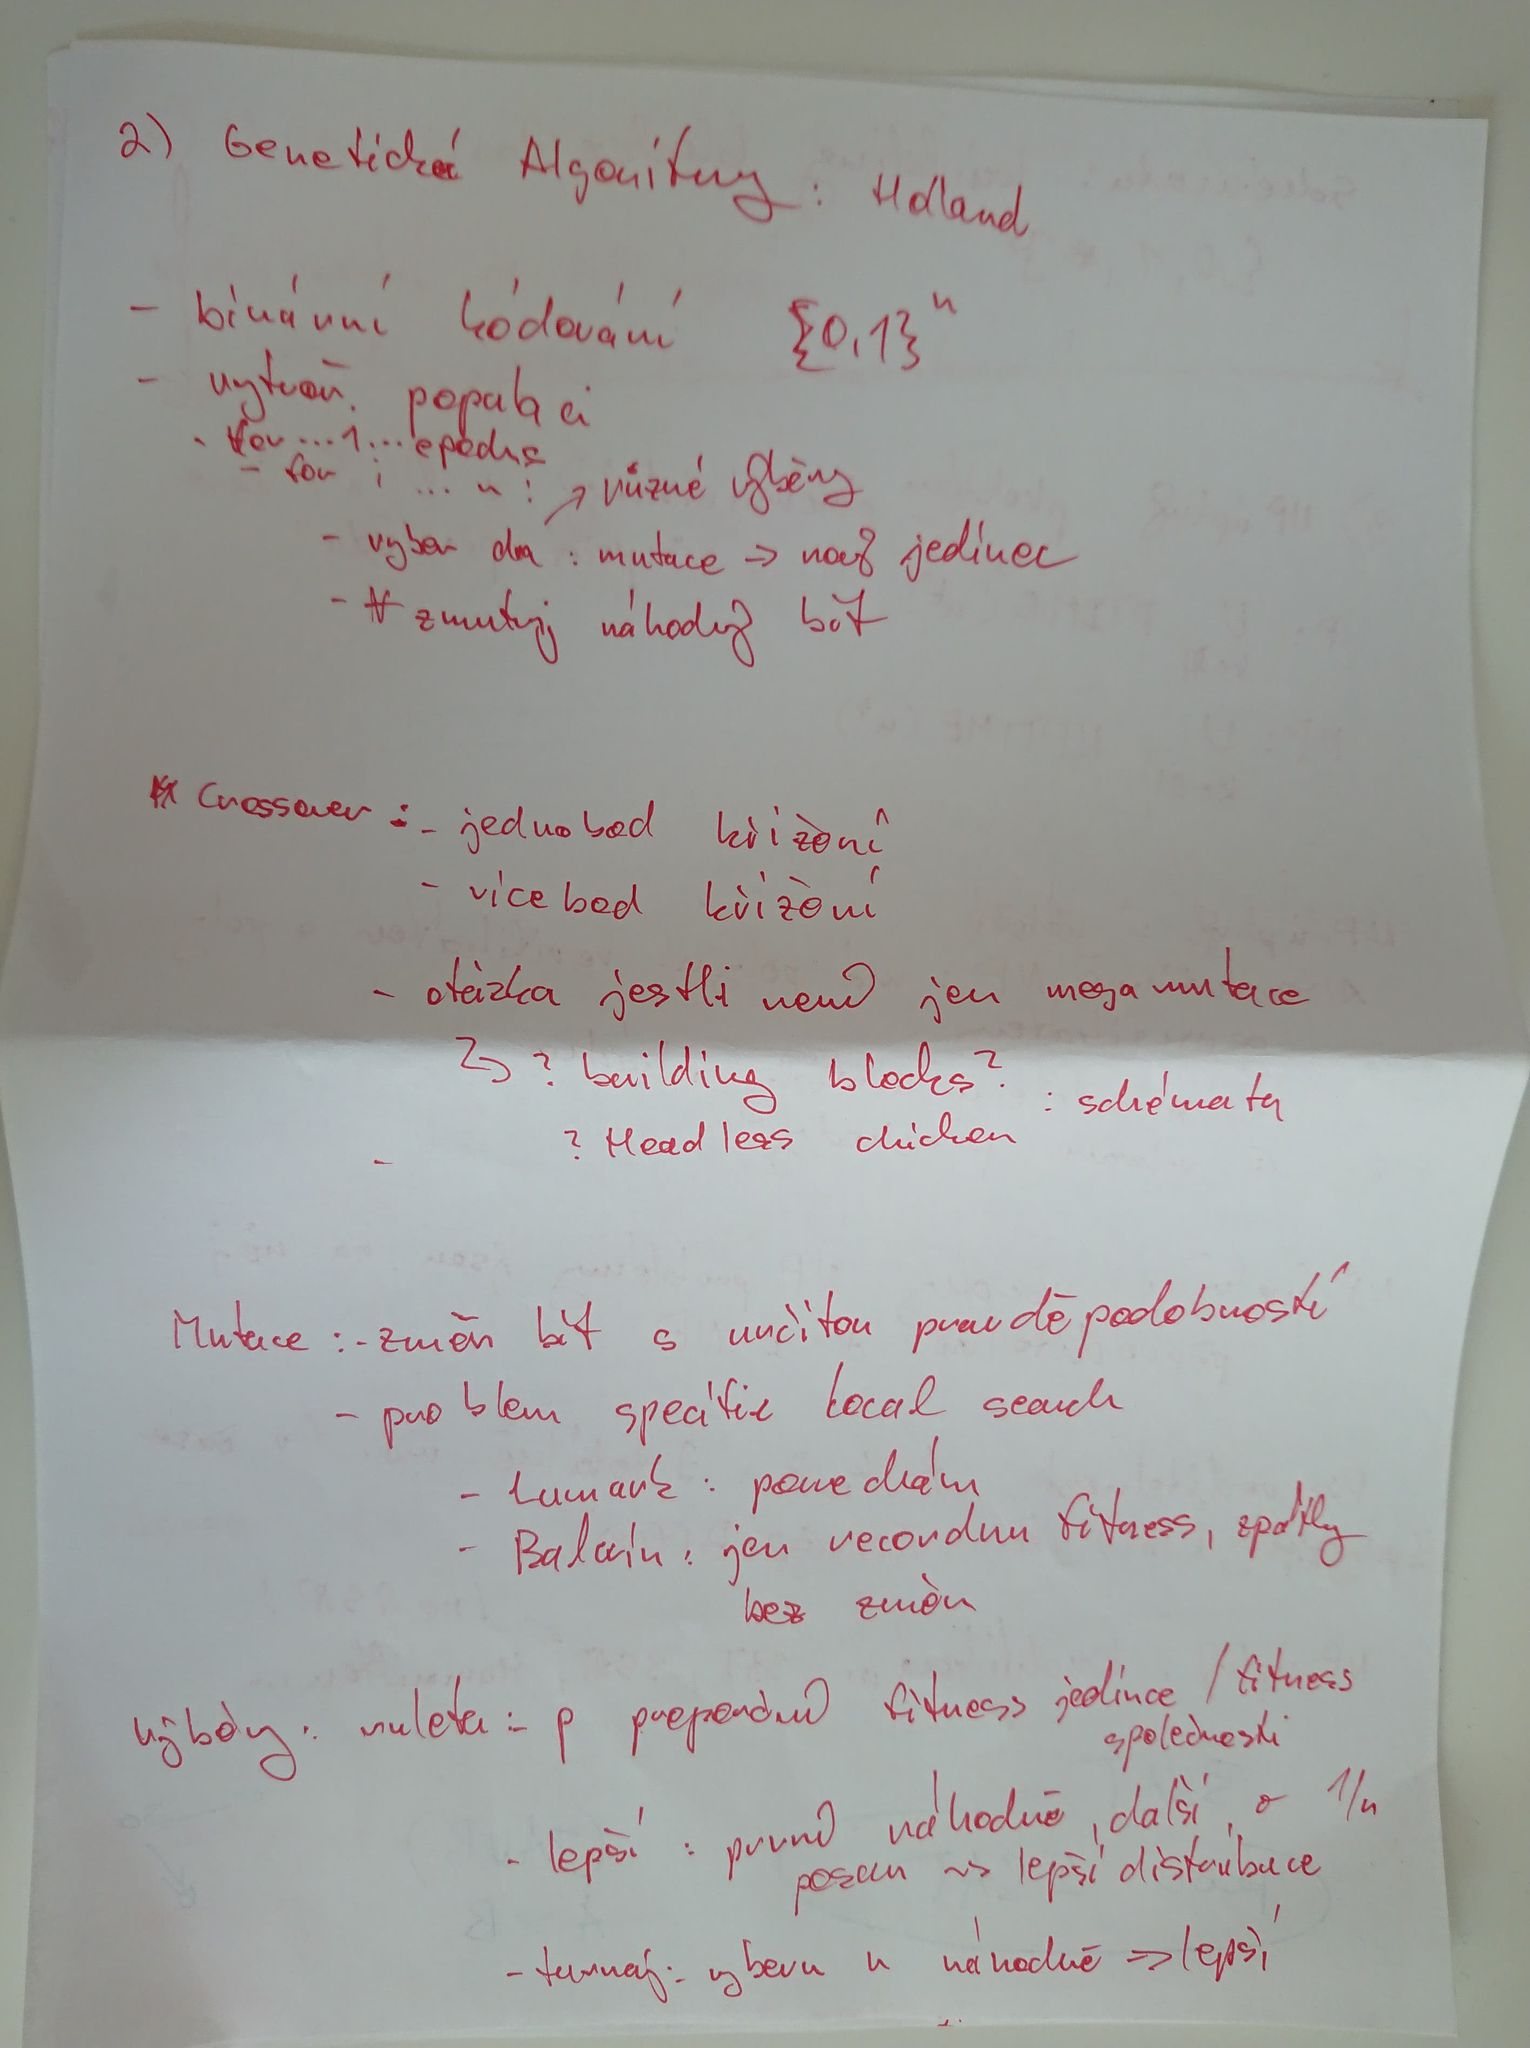 2) Genetické Algoritmy : Holland
- binární kódování {0,1}^n
- vytvoř. populaci
- for ... 1 ... epochs
- for i ... n : → různé výběry
- vyber dva : mutace => nový jedinec
- ∀ zmutuj náhodný bit
Crossover : - jednobod křížení
- vícebod křížení
- otázka jestli není jen megamutace
↳ ? building blocks? : schémata
? Headless chicken
-
Mutace : - změň bit s určitou pravděpodobností
- problem specific local search
- Lamark : ponechám
- Balwin : jen recordnu fitness, zpátky
bez změn
výběry : ruleta : - p proporční fitness jedince / fitness
společnosti
- lepší : první náhodně, další o 1/n
posun ~> lepší distribuce
- turnaj : - vyberu n náhodně => lepší